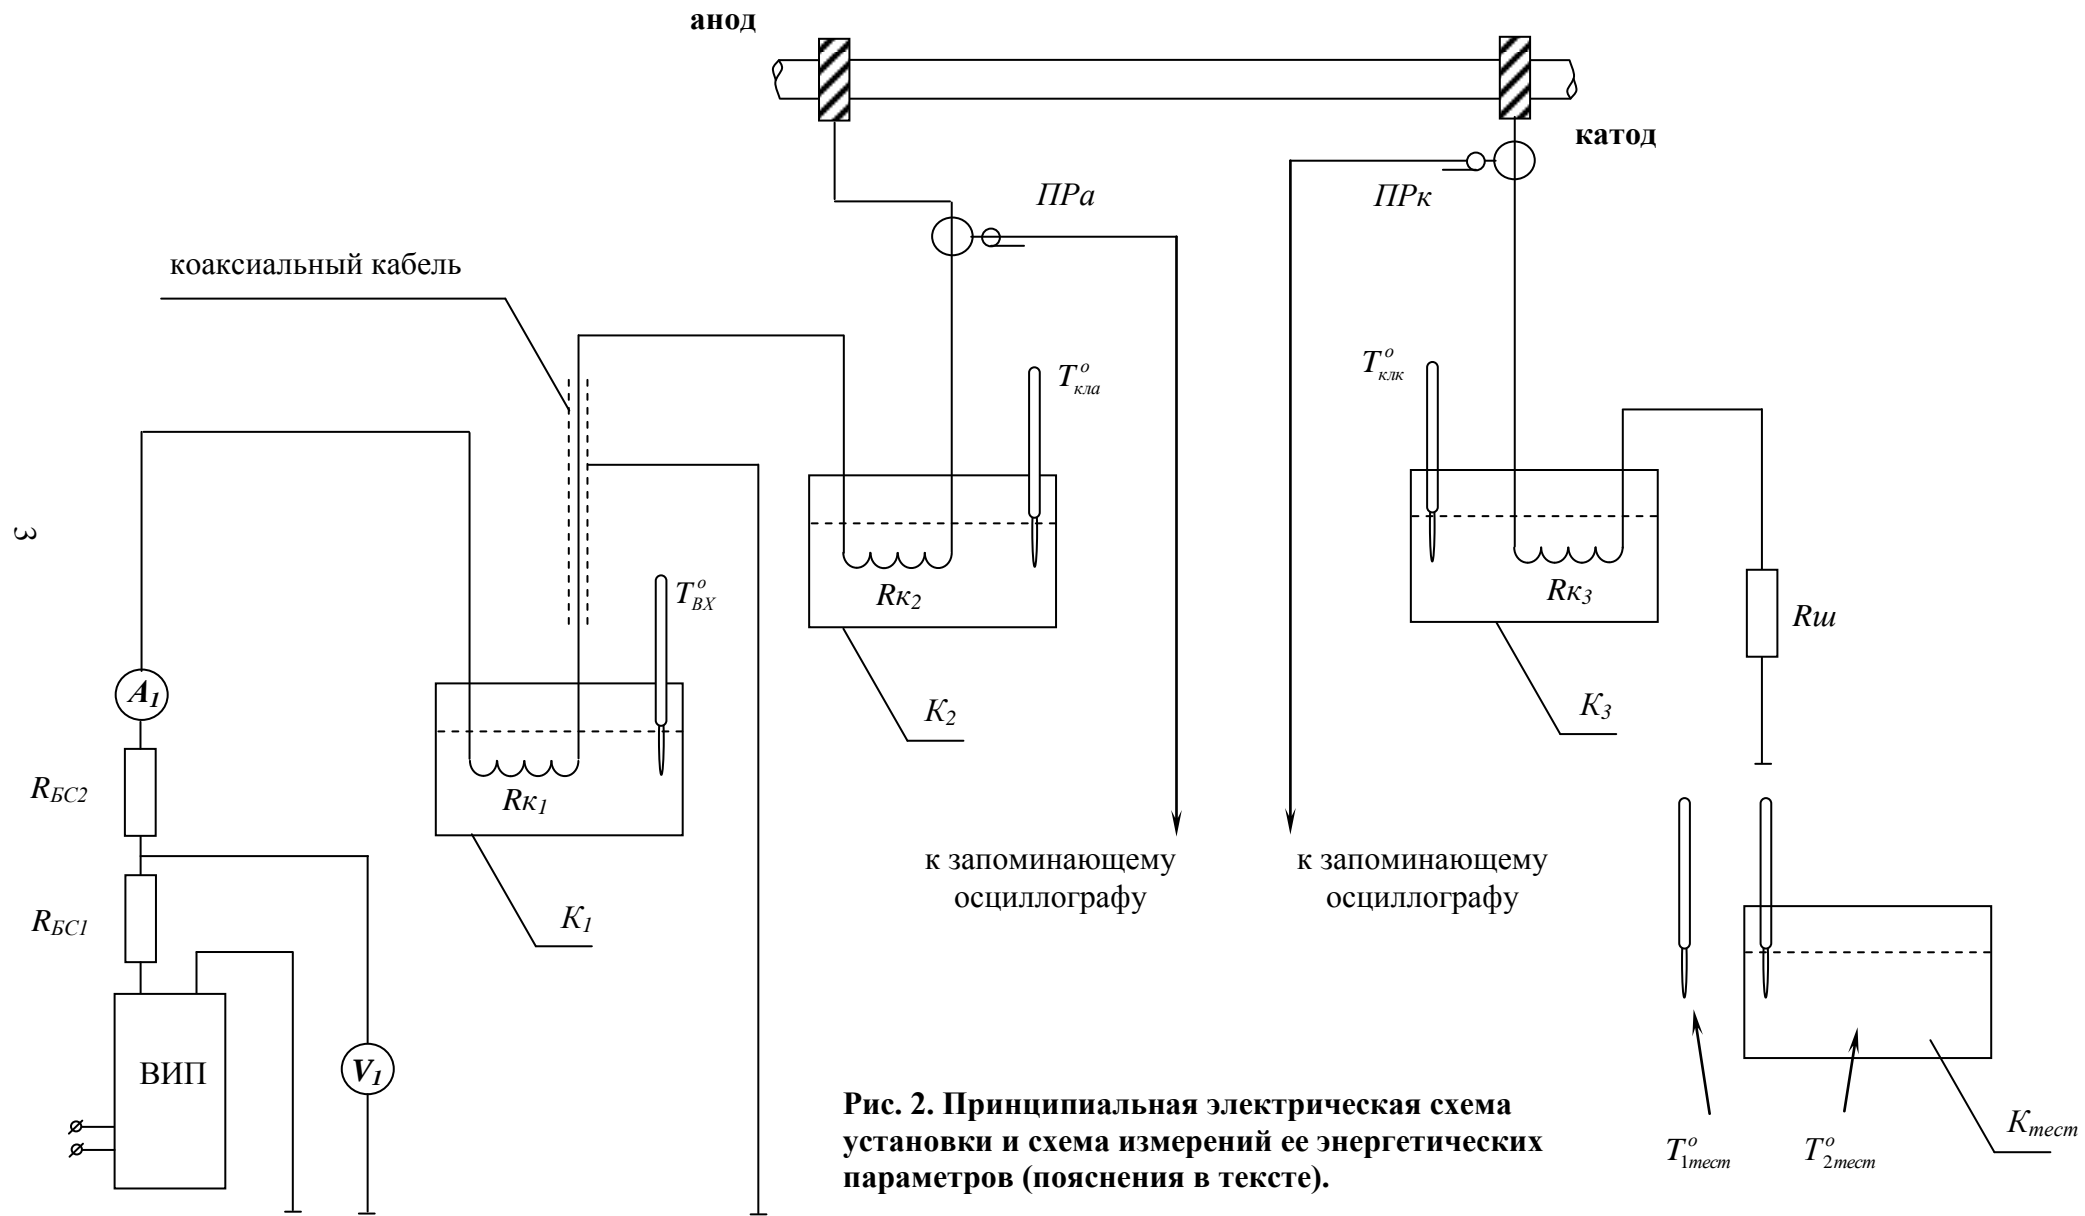 анод
катод
ПРа
ПРк
коаксиальный кабель
T°кла
T°клк
3
T°ВХ
Rк2
Rк3
Rш
A1
K2
K3
RБС2
Rк1
к запоминающему
осциллографу
к запоминающему
осциллографу
RБС1
K1
ВИП
V1
Рис. 2. Принципиальная электрическая схема
установки и схема измерений ее энергетических
параметров (пояснения в тексте).
Kтест
T°1тест
T°2тест